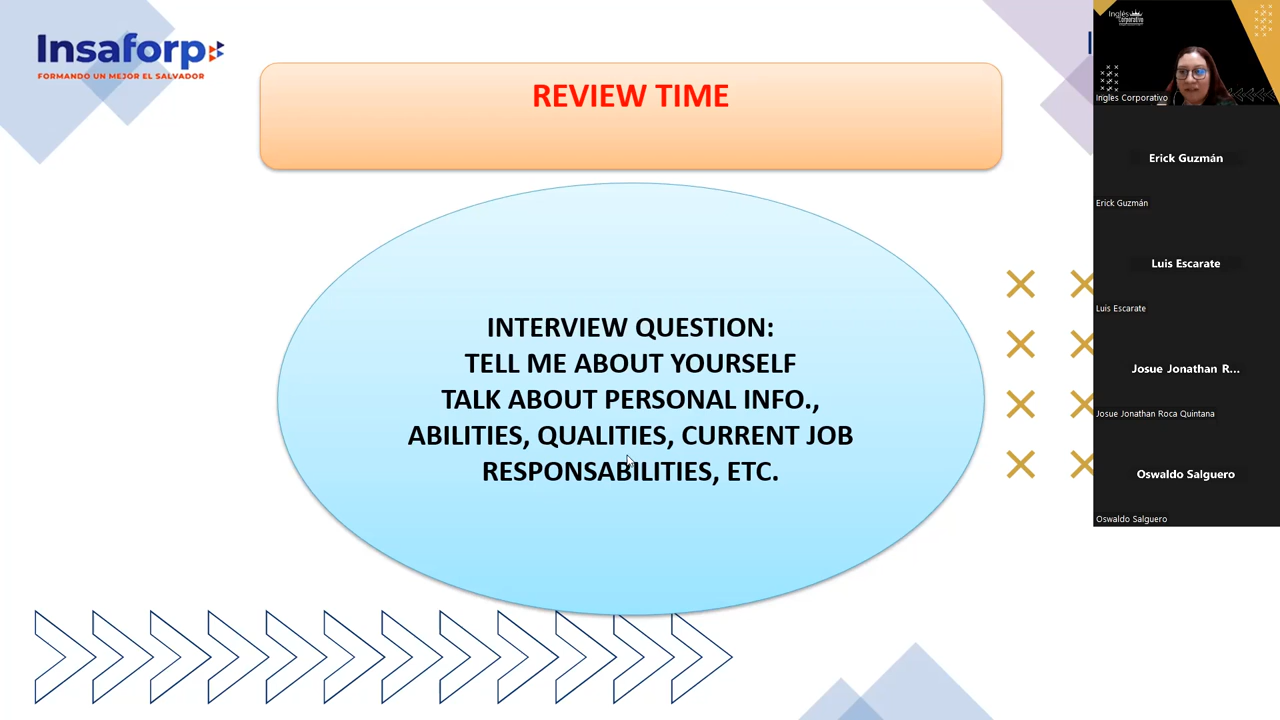 Insaforp
FORMANDO UN MEJOR EL SALVADOR
REVIEW TIME
INTERVIEW QUESTION:
TELL ME ABOUT YOURSELF
TALK ABOUT PERSONAL INFO.,
ABILITIES, QUALITIES, CURRENT JOB
RESPONSABILITIES, ETC.
Inglés
Corporativo
Ingles Corporativo
Erick Guzmán
Erick Guzmán
Luis Escarate
Luis Escarate
Josue Jonathan R...
Josue Jonathan Roca Quintana
Oswaldo Salguero
Oswaldo Salguero